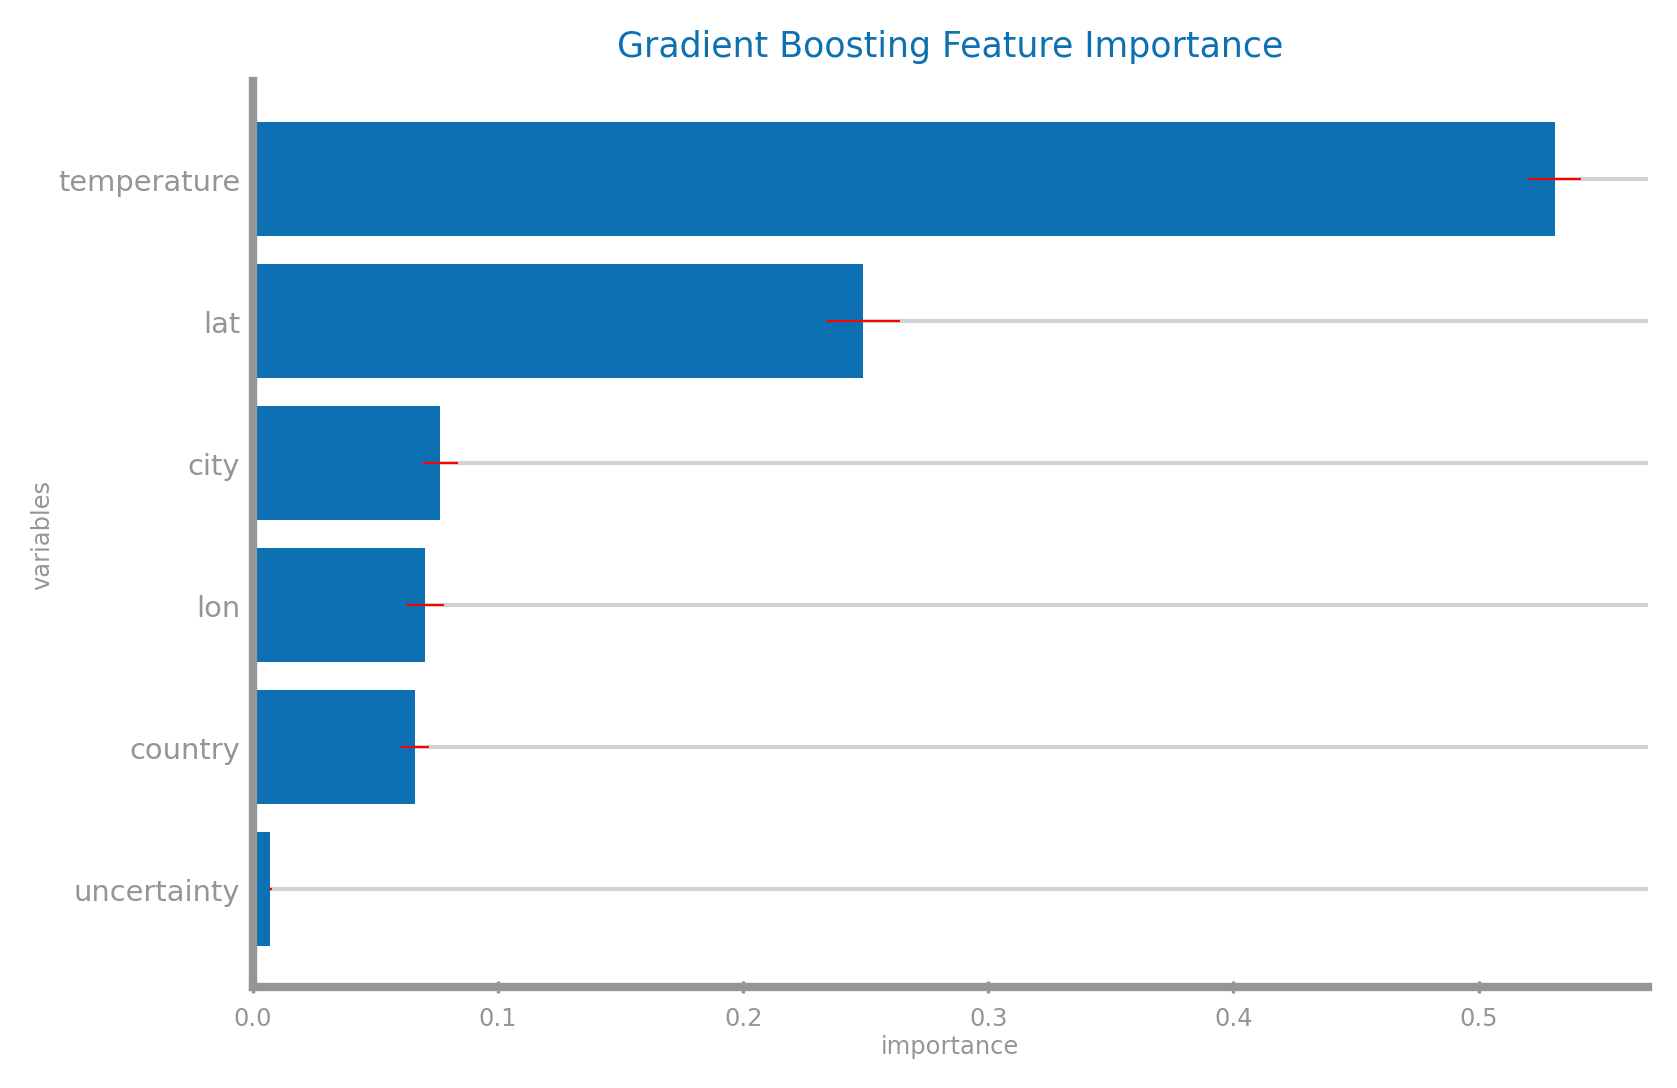 Gradient Boosting Feature Importance
temperature
lat
city
lon
country
uncertainty
variables
0.0 0.1 0.2 0.3 0.4 0.5
importance